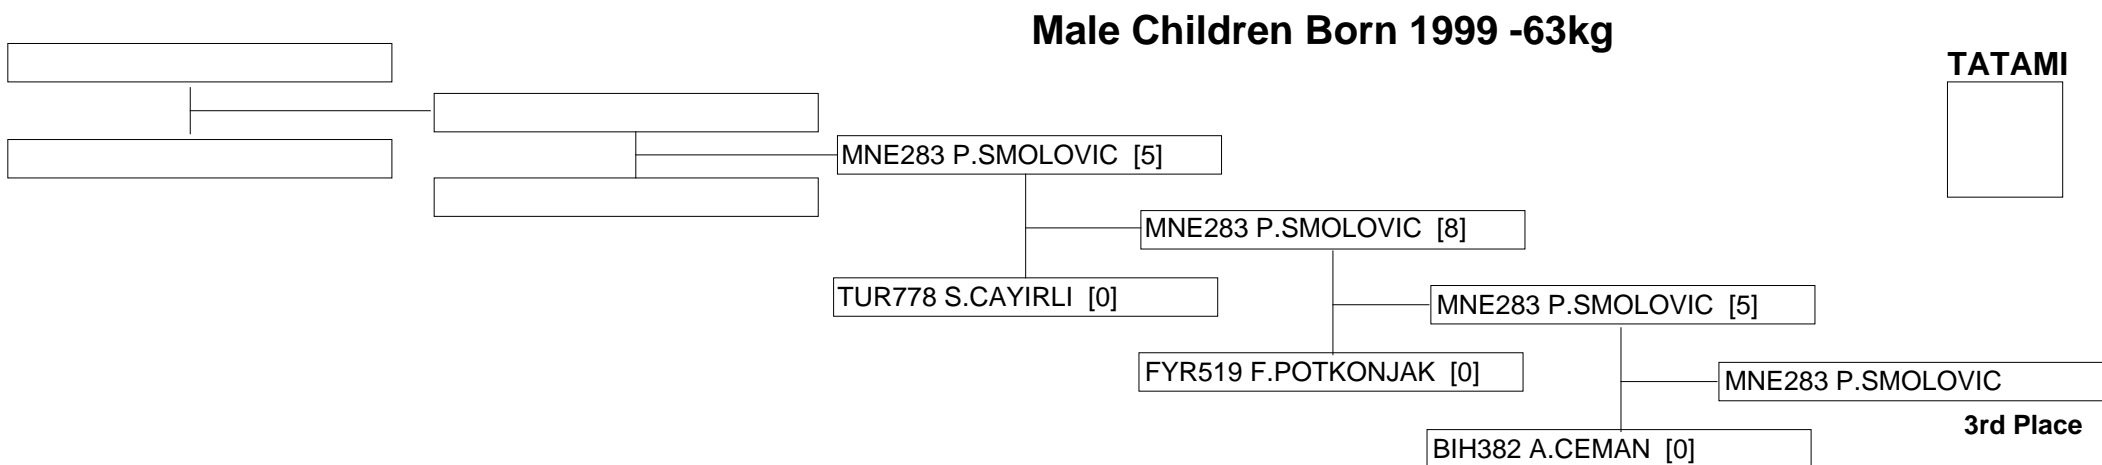 Male Children Born 1999 -63kg
TATAMI
MNE283 P.SMOLOVIC [5]
MNE283 P.SMOLOVIC [8]
TUR778 S.CAYIRLI [0]
MNE283 P.SMOLOVIC [5]
FYR519 F.POTKONJAK [0]
MNE283 P.SMOLOVIC
3rd Place
BIH382 A.CEMAN [0]